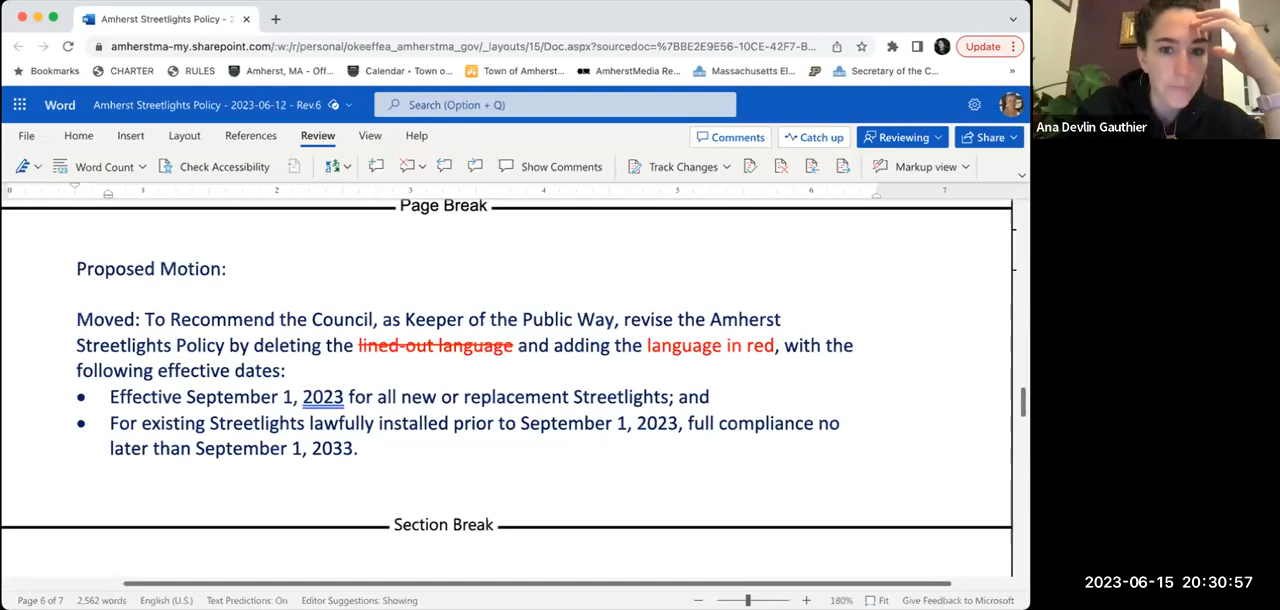 Amherst Streetlights Policy - 2
amherstma-my.sharepoint.com/:w:/r/personal/okeeffea_amherstma_gov/_layouts/15/Doc.aspx?sourcedoc=%7BBE2E9E56-10CE-42F7-B...
Update
Bookmarks CHARTER RULES Amherst, MA - Off... Calendar • Town o... Town of Amherst... AmherstMedia Re... Massachusetts El... Secretary of the C... »
Word Amherst Streetlights Policy - 2023-06-12 - Rev.6 Search (Option + Q)
File Home Insert Layout References Review View Help Comments Catch up Reviewing Share
Word Count Check Accessibility Show Comments Track Changes Markup view
0 1 2 3 4 5 6 7
Page Break
Proposed Motion:
Moved: To Recommend the Council, as Keeper of the Public Way, revise the Amherst
Streetlights Policy by deleting the lined-out language and adding the language in red, with the
following effective dates:
• Effective September 1, 2023 for all new or replacement Streetlights; and
• For existing Streetlights lawfully installed prior to September 1, 2023, full compliance no
later than September 1, 2033.
Section Break
Page 6 of 7 2,562 words English (U.S.) Text Predictions: On Editor Suggestions: Showing − + 180% Fit Give Feedback to Microsoft
Ana Devlin Gauthier
2023-06-15 20:30:57